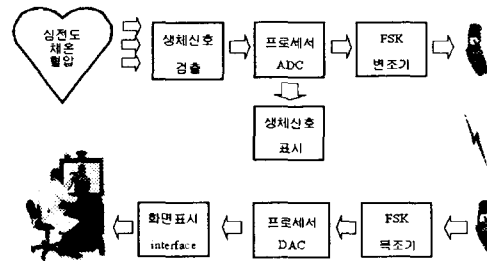 심전도
체온
혈압
생체신호
검출
프로세서
ADC
FSK
변조기
생체신호
표시
화면표시
interface
프로세서
DAC
FSK
복조기